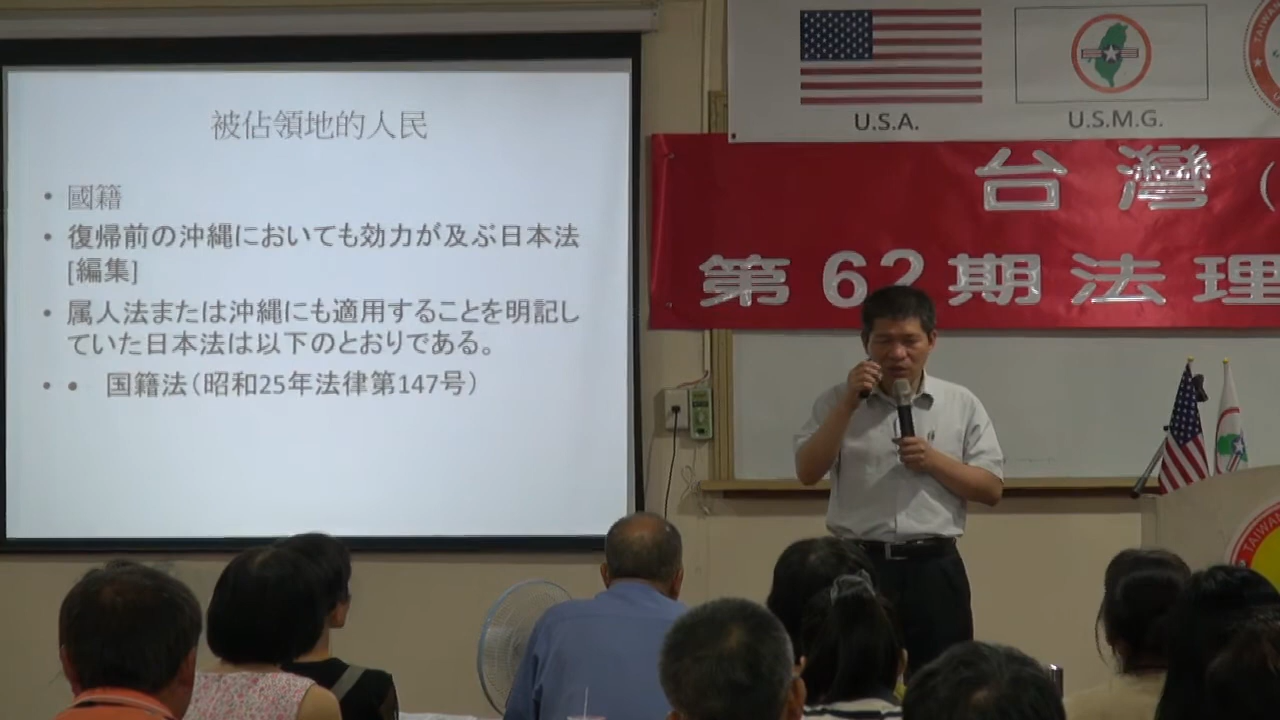 被佔領地的人民
• 國籍
• 復帰前の沖縄においても効力が及ぶ日本法
[編集]
• 属人法または沖縄にも適用することを明記し
ていた日本法は以下のとおりである。
• • 国籍法(昭和25年法律第147号)
U.S.A.
U.S.M.G.
台灣(
第62期法理
TAIWAN